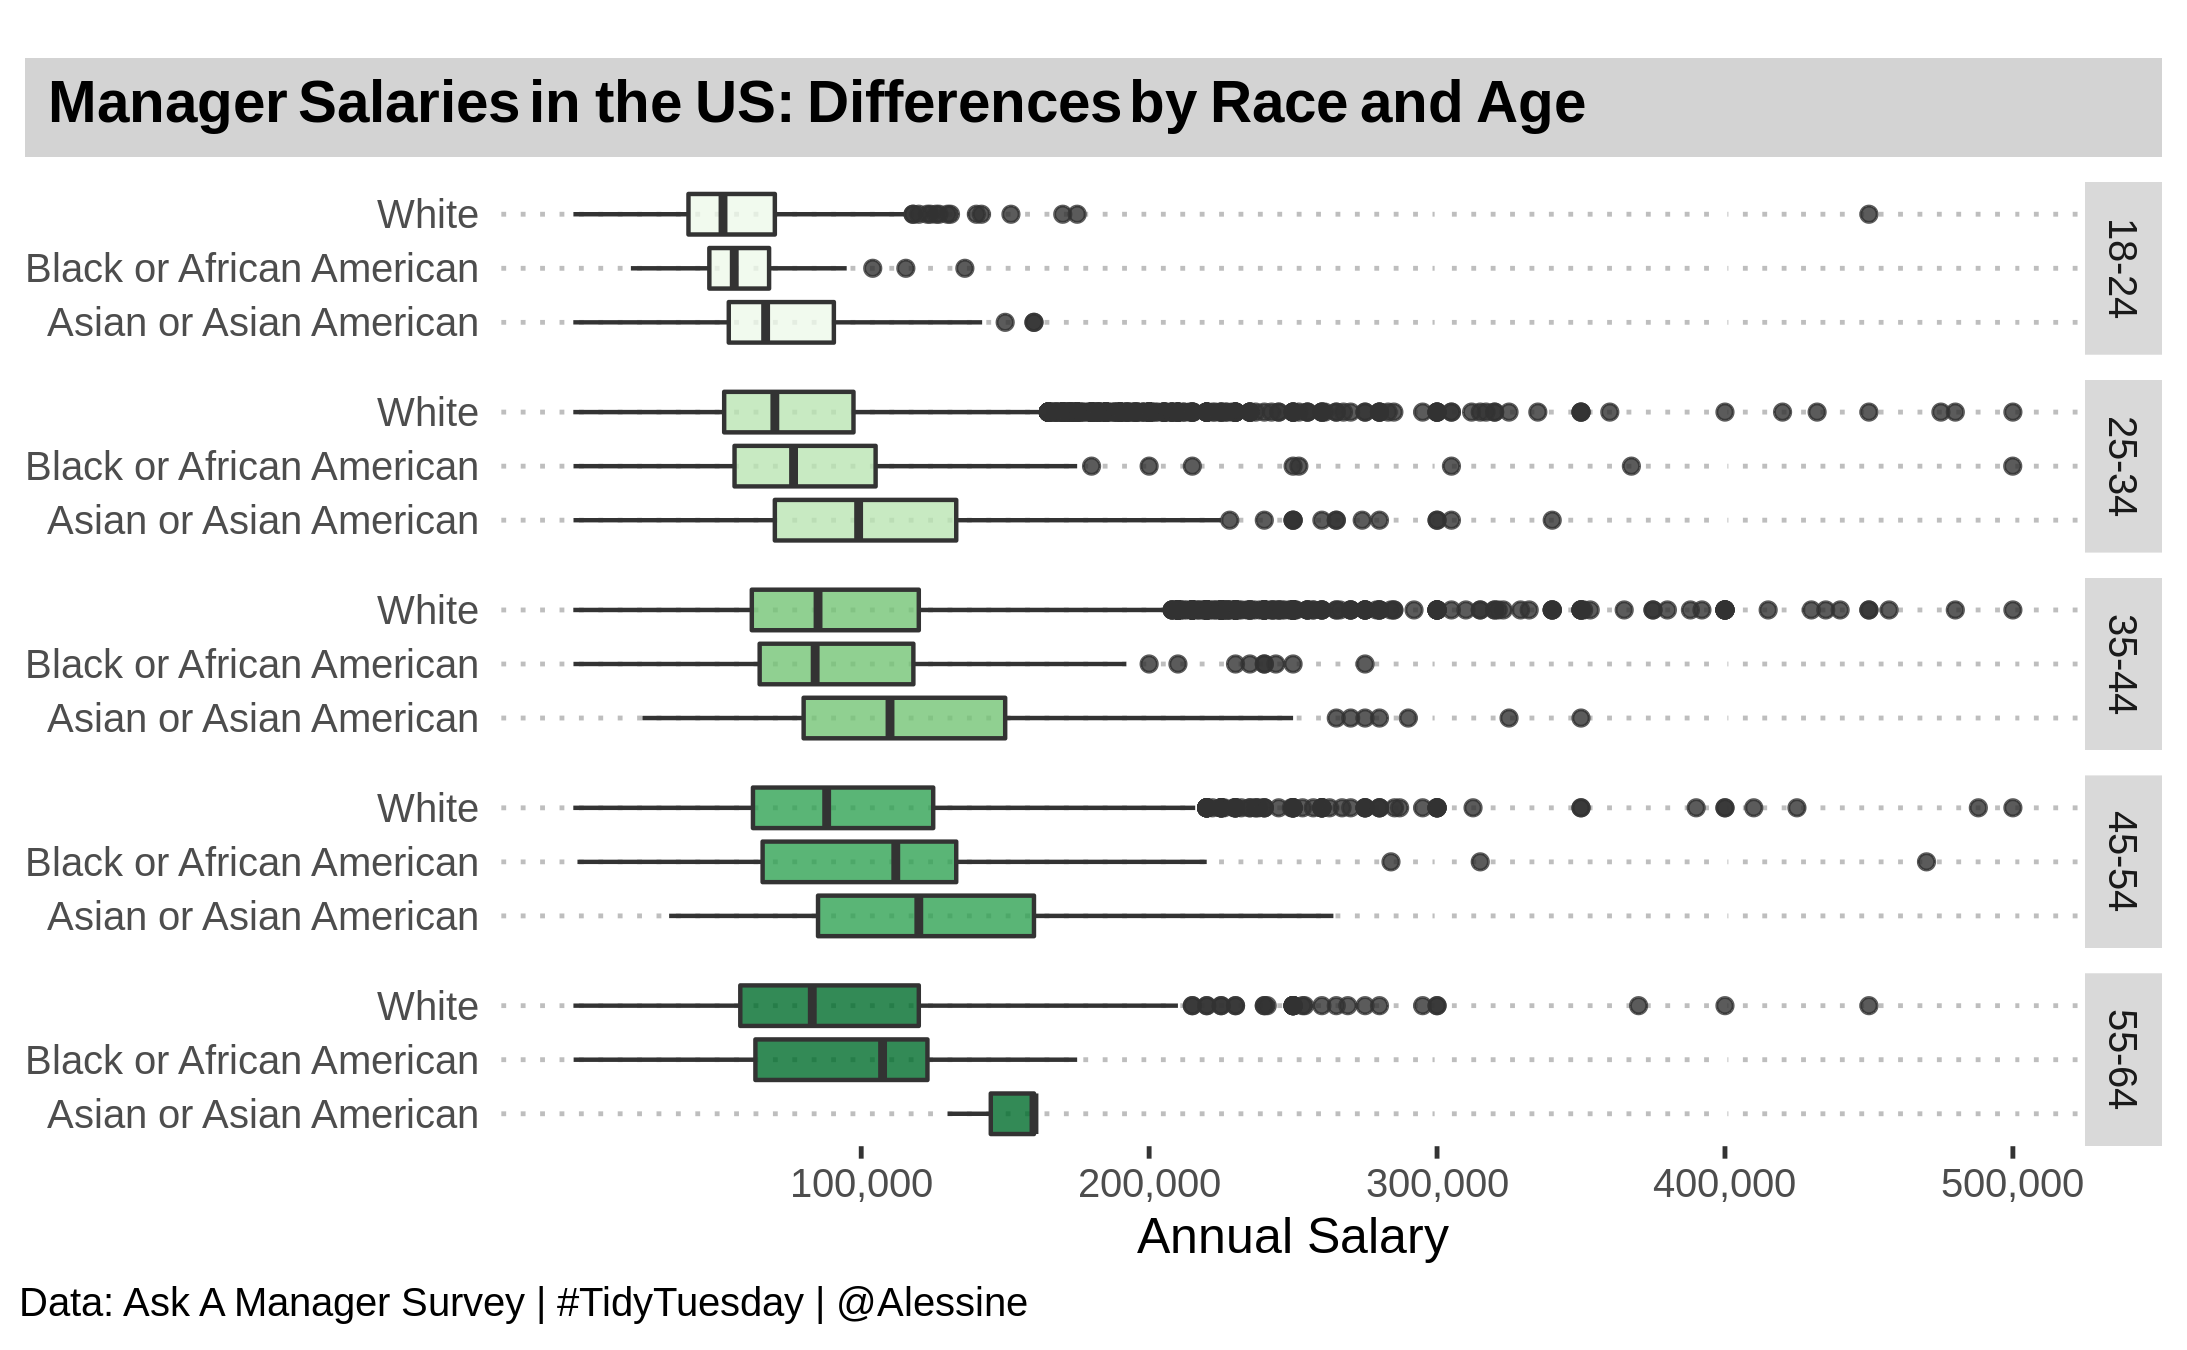 Manager Salaries in the US: Differences by Race and Age
White
Black or African American
Asian or Asian American
18-24
White
Black or African American
Asian or Asian American
25-34
White
Black or African American
Asian or Asian American
35-44
White
Black or African American
Asian or Asian American
45-54
White
Black or African American
Asian or Asian American
55-64
100,000 200,000 300,000 400,000 500,000
Annual Salary
Data: Ask A Manager Survey | #TidyTuesday | @Alessine